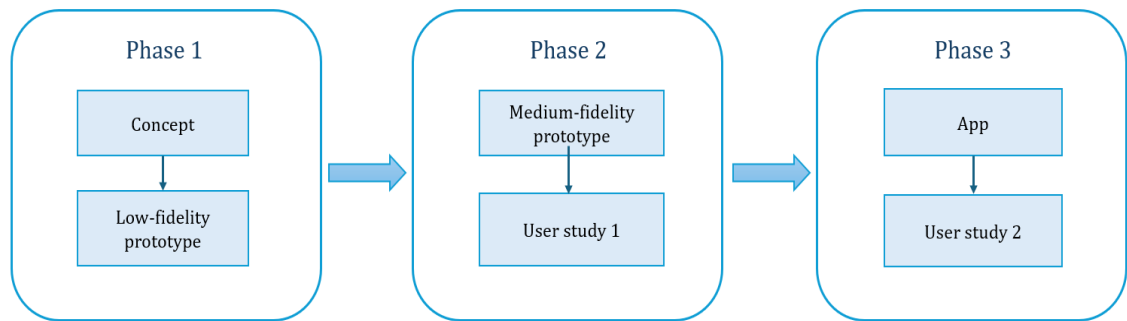 Phase 1
Concept
Low-fidelity
prototype
Phase 2
Medium-fidelity
prototype
User study 1
Phase 3
App
User study 2